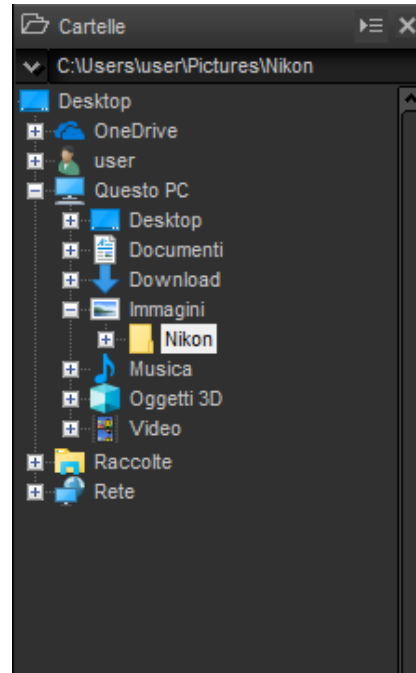 Cartelle
C:\Users\user\Pictures\Nikon
Desktop
OneDrive
user
Questo PC
Desktop
Documenti
Download
Immagini
Nikon
Musica
Oggetti 3D
Video
Raccolte
Rete